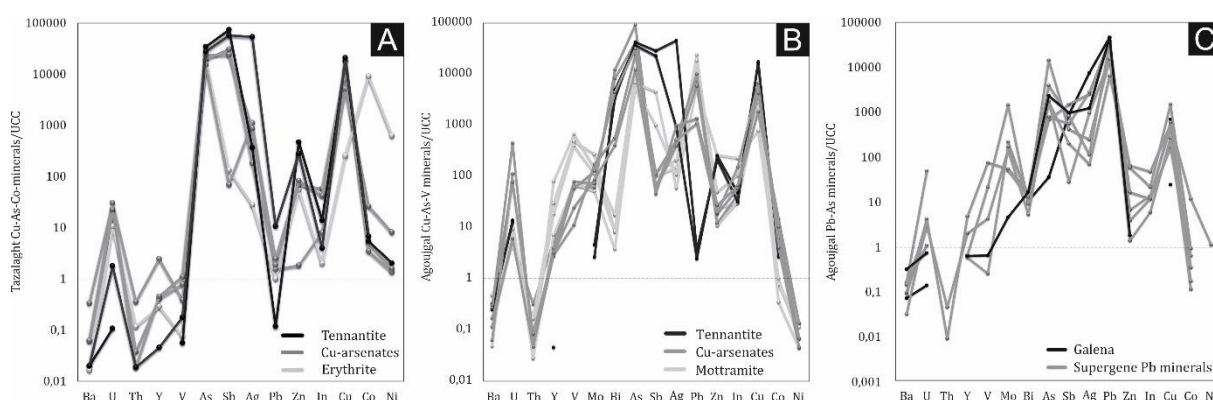 A
Tazalaght Cu-As-Co-minerals/UCC
100000
10000
1000
100
10
1
0,1
0,01
Tennantite
Cu-arsenates
Erythrite
Ba U Th Y V As Sb Ag Pb Zn In Cu Co Ni
B
Agoujgal Cu-As-V minerals/UCC
100000
10000
1000
100
10
1
0,1
0,01
Tennantite
Cu-arsenates
Mottramite
Ba U Th Y V Mo Bi As Sb Ag Pb Zn In Cu Co Ni
C
Agoujgal Pb-As minerals/UCC
100000
10000
1000
100
10
1
0,1
0,01
0,001
Galena
Supergene Pb minerals
Ba U Th Y V Mo Bi As Sb Ag Pb Zn In Cu Co Ni